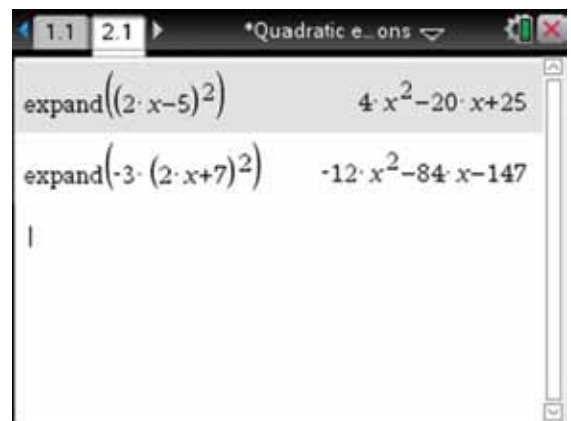 1.1 2.1 *Quadratic e...ons
expand((2·x-5)²) 4·x²-20·x+25
expand(-3·(2·x+7)²) -12·x²-84·x-147